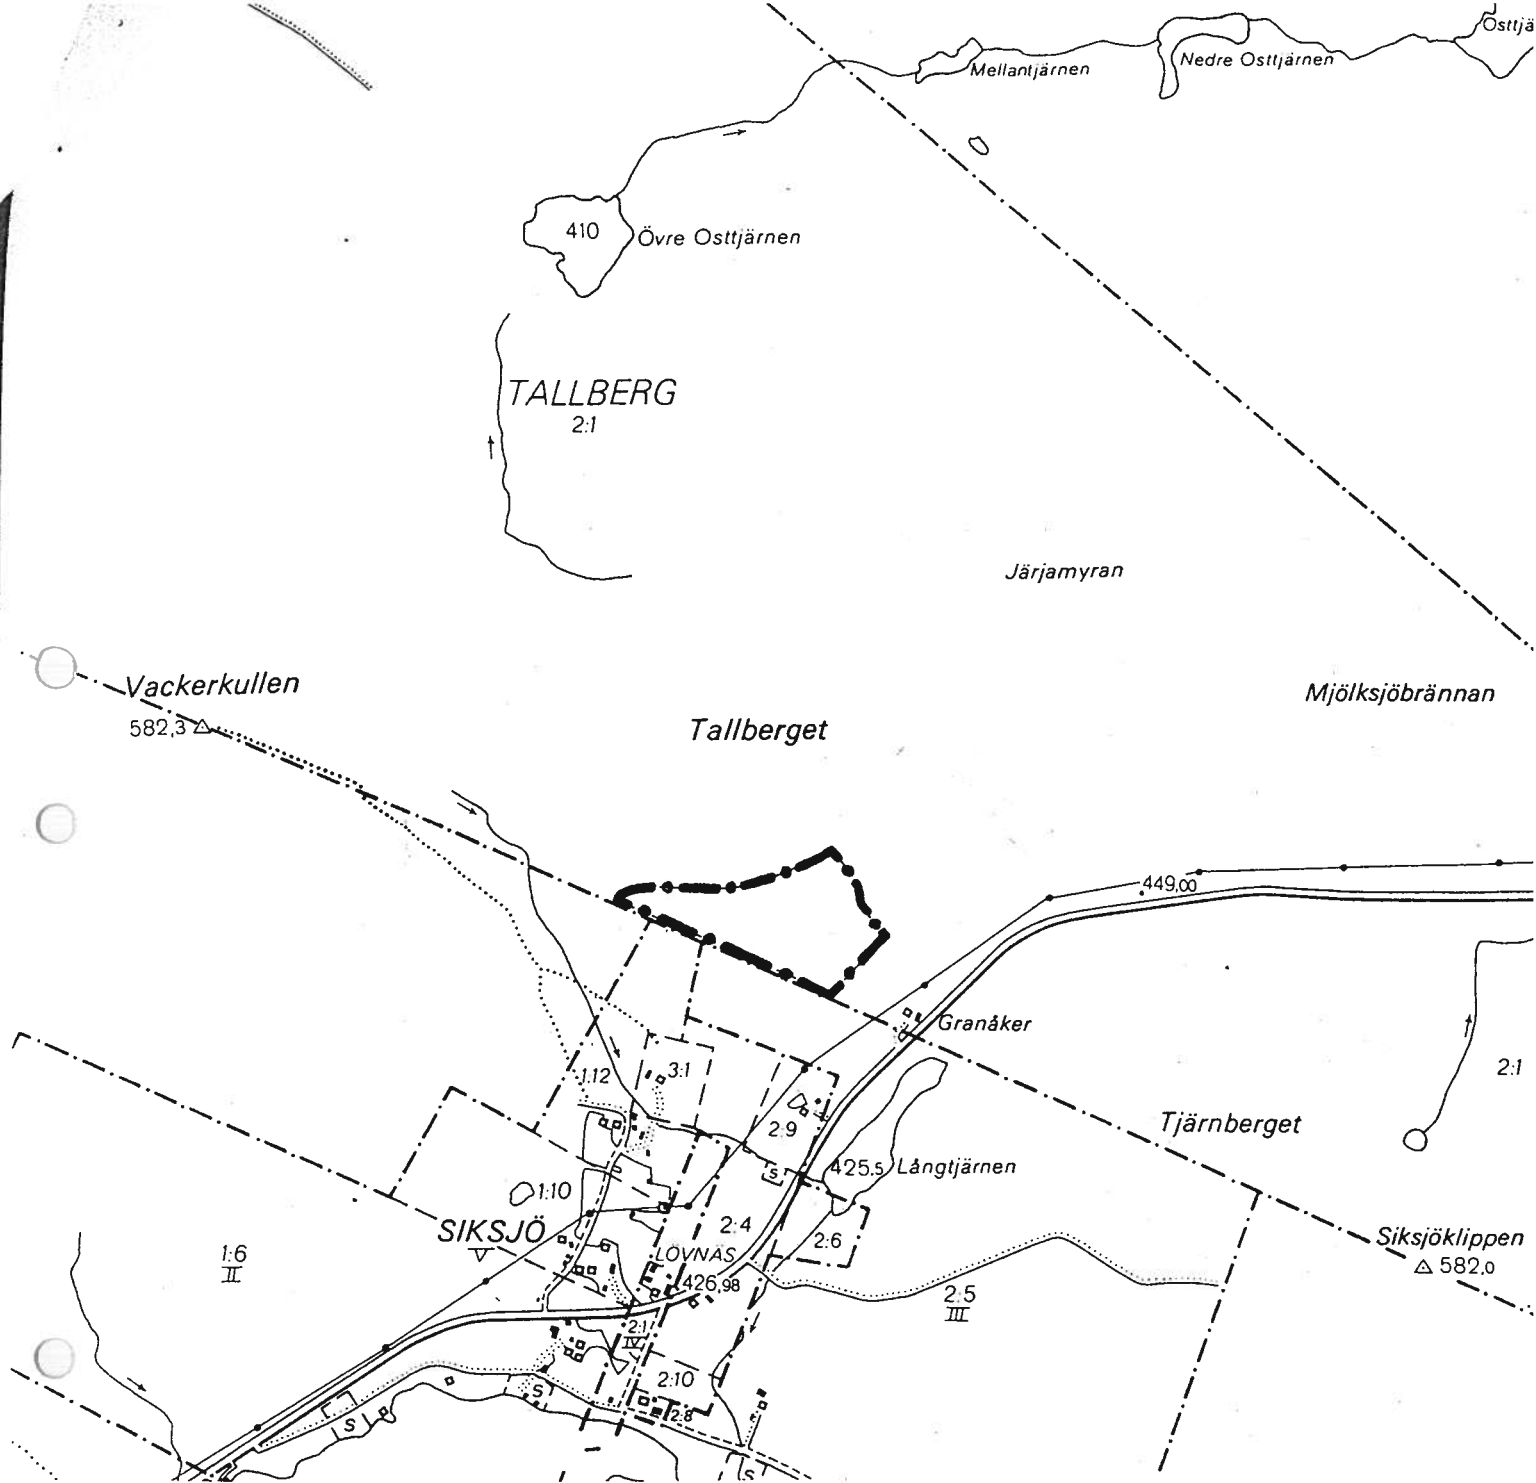 Osttjä
Mellantjärnen
Nedre Osttjärnen
410
Övre Osttjärnen
TALLBERG
2:1
Järjamyran
Vackerkullen
582,3
Tallberget
Mjölksjöbrännan
449,00
Granåker
2:1
1:12
3:1
2:9
Tjärnberget
S
425,5
Långtjärnen
1:10
SIKSJÖ
2:4
2:6
1:6
II
LÖVNÄS
426,98
Siksjöklippen
582,0
2:5
III
2:1
IV
2:10
S
2:8
S
S